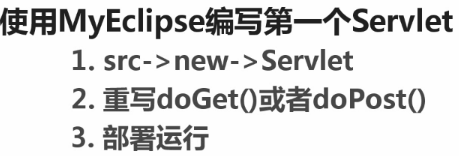 使用MyEclipse编写第一个Servlet
1. src->new->Servlet
2. 重写doGet()或者doPost()
3. 部署运行